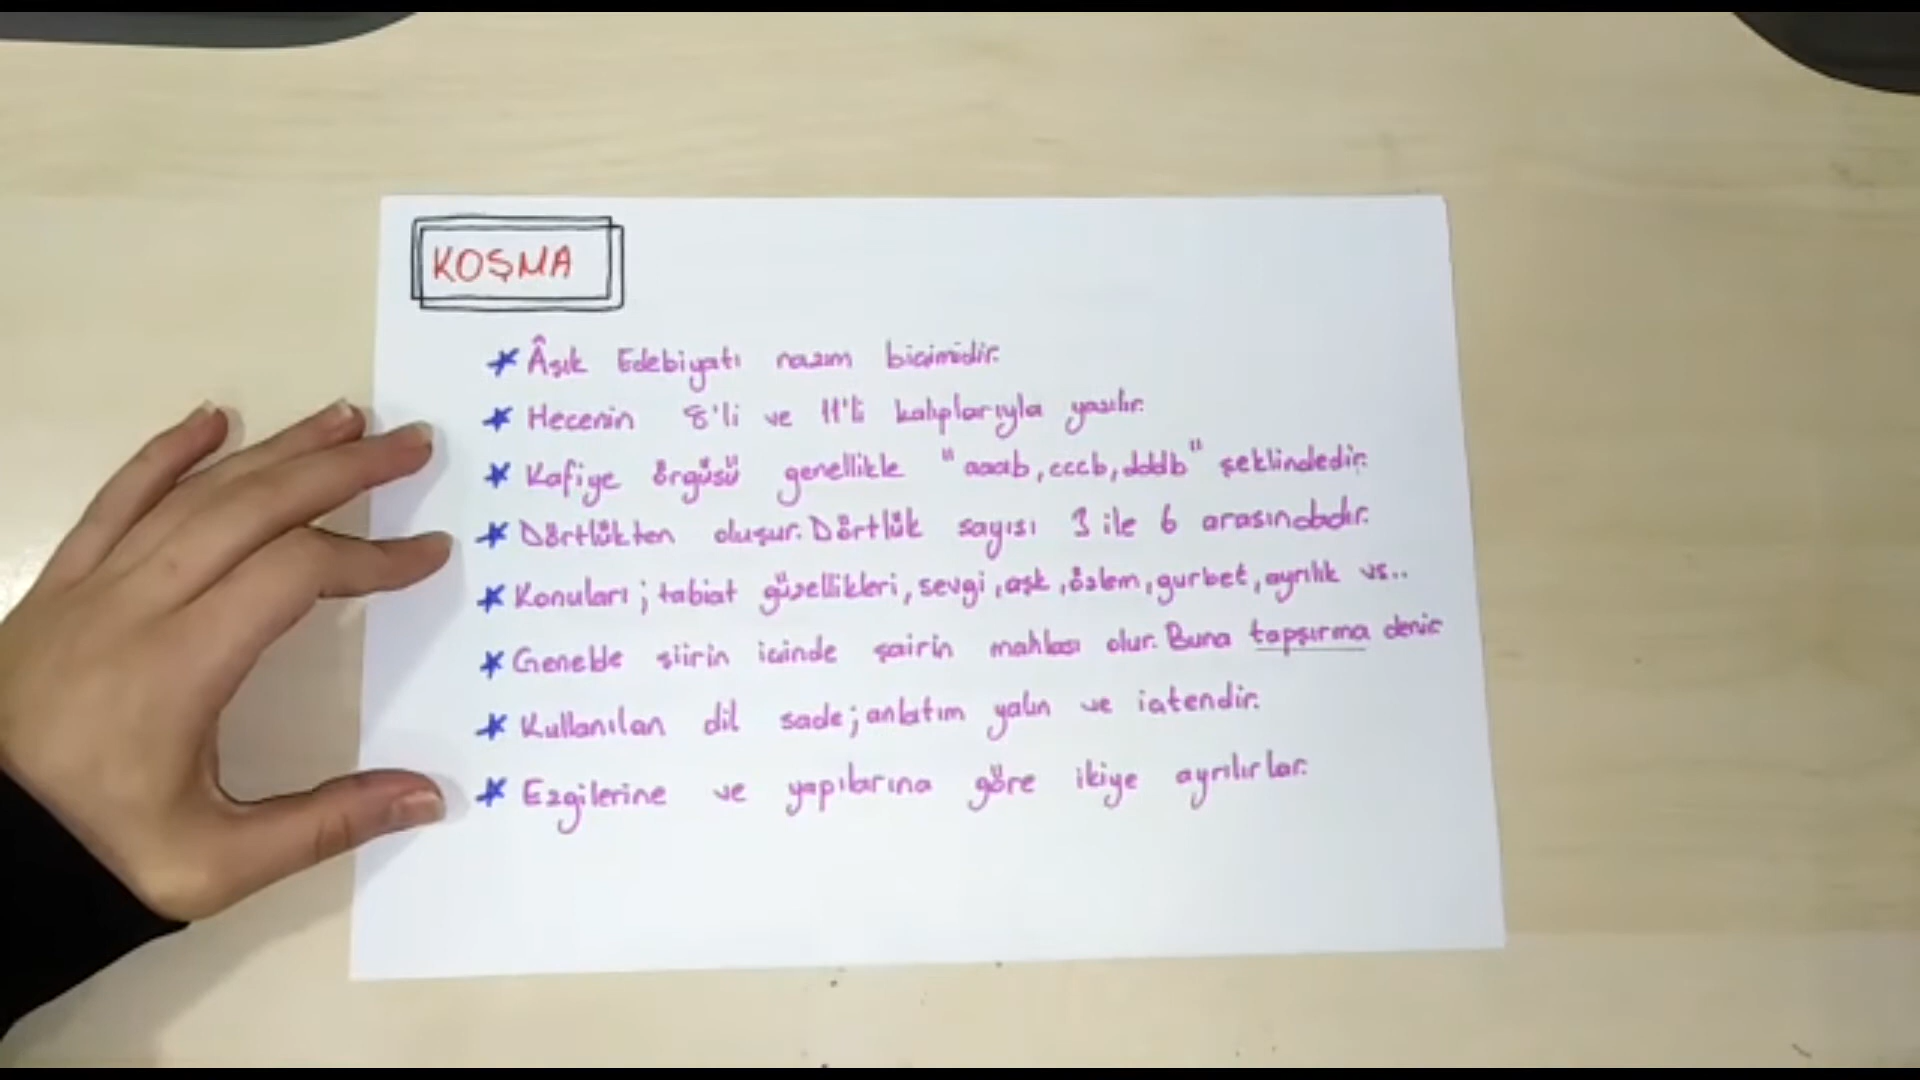 KOŞMA
* Âşık Edebiyatı nazım biçimidir.
* Hecenin 8'li ve 11'li kalıplarıyla yazılır.
* Kafiye örgüsü genellikle "aaab, cccb, dddb" şeklindedir.
* Dörtlükten oluşur. Dörtlük sayısı 3 ile 6 arasındadır.
* Konuları; tabiat güzellikleri, sevgi, aşk, özlem, gurbet, ayrılık vs..
* Genelde şiirin içinde şairin mahlası olur. Buna tapşırma denir
* Kullanılan dil sade; anlatım yalın ve içtendir.
* Ezgilerine ve yapılarına göre ikiye ayrılırlar.